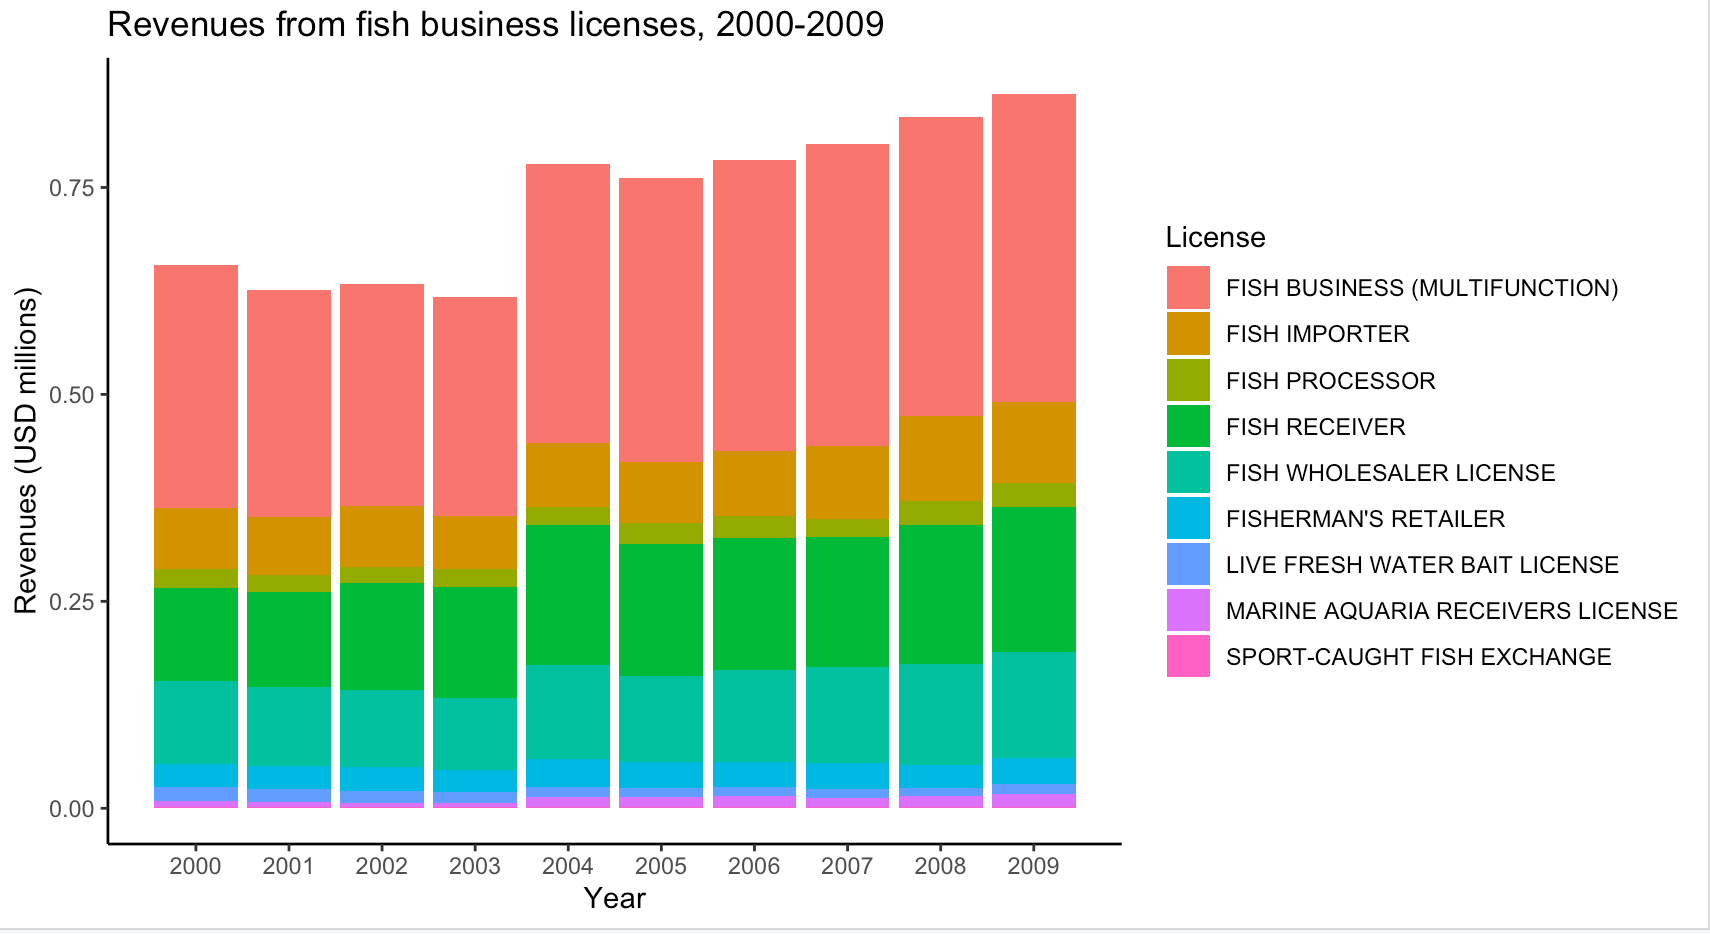 Revenues from fish business licenses, 2000-2009
Revenues (USD millions)
0.75
0.50
0.25
0.00
2000 2001 2002 2003 2004 2005 2006 2007 2008 2009
Year
License
FISH BUSINESS (MULTIFUNCTION)
FISH IMPORTER
FISH PROCESSOR
FISH RECEIVER
FISH WHOLESALER LICENSE
FISHERMAN'S RETAILER
LIVE FRESH WATER BAIT LICENSE
MARINE AQUARIA RECEIVERS LICENSE
SPORT-CAUGHT FISH EXCHANGE